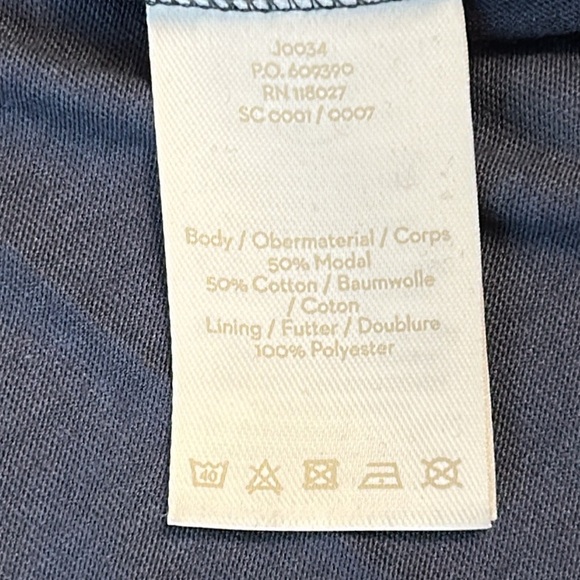 J0034
P.O. 609390
RN 118027
SC 0001 / 0007
Body / Obermaterial / Corps
50% Modal
50% Cotton / Baumwolle
/ Coton
Lining / Futter / Doublure
100% Polyester
40